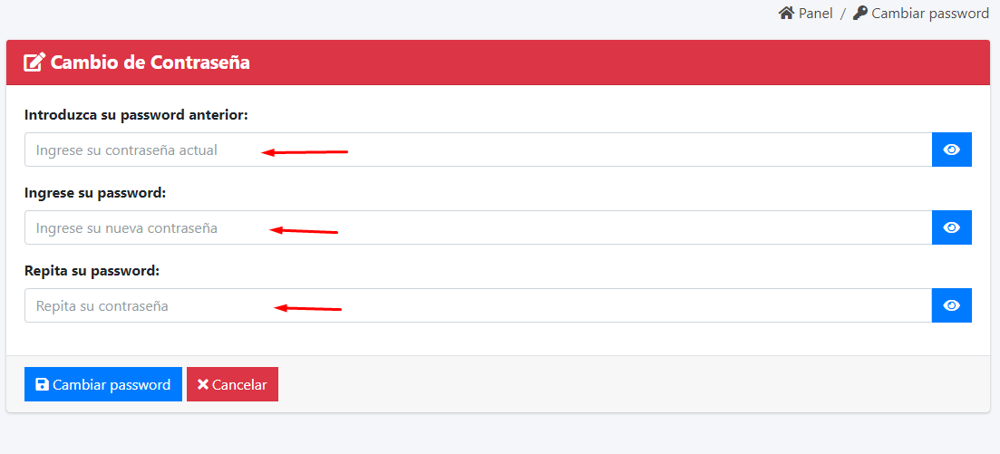 Panel / Cambiar password
Cambio de Contraseña
Introduzca su password anterior:
Ingrese su contraseña actual
Ingrese su password:
Ingrese su nueva contraseña
Repita su password:
Repita su contraseña
Cambiar password Cancelar